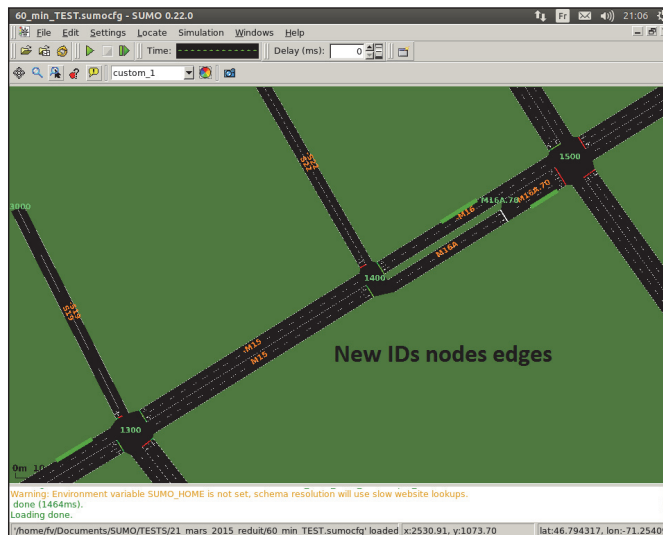 60_min_TEST.sumocfg - SUMO 0.22.0
Fr
21:06
File Edit Settings Locate Simulation Windows Help
Time:
Delay (ms): 0
custom_1
1500
M16A.70
M16A.70
-M16
M16A
1400
3000
-M15
M15
New IDs nodes edges
1300
0m 10
Warning: Environment variable SUMO_HOME is not set, schema resolution will use slow website lookups.
done (1464ms).
Loading done.
'/home/fv/Documents/SUMO/TESTS/21_mars_2015_reduit/60_min_TEST.sumocfg' loaded x:2530.91, y:1073.70 lat:46.794317, lon:-71.2540